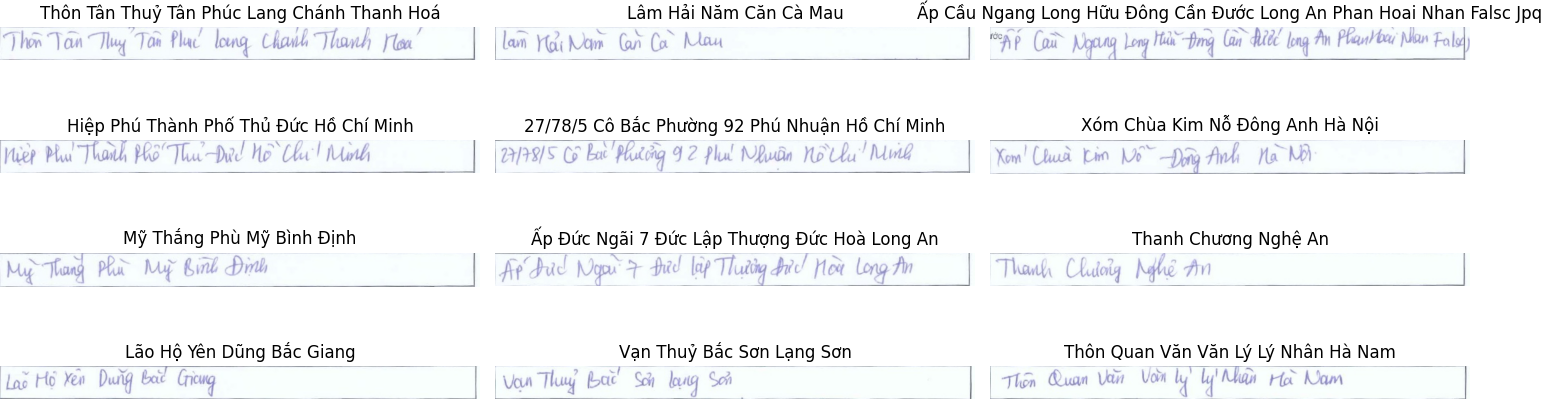 Thôn Tân Thuỷ Tân Phúc Lang Chánh Thanh Hoá
Lâm Hải Năm Căn Cà Mau
Ấp Cầu Ngang Long Hữu Đông Cần Đước Long An Phan Hoai Nhan Falsc Jpq
Thôn Tân Thuỷ Tân Phúc Lang Chánh Thanh Hoá
Lâm Hải Năm Căn Cà Mau
Ấp Cầu Ngang Long Hữu Đông Cần Đước Long An Phan Hoai Nhan Falsc
Hiệp Phú Thành Phố Thủ Đức Hồ Chí Minh
27/78/5 Cô Bắc Phường 92 Phú Nhuận Hồ Chí Minh
Xóm Chùa Kim Nỗ Đông Anh Hà Nội
Hiệp Phú Thành Phố Thủ Đức Hồ Chí Minh
27/78/5 Cô Bắc Phường 92 Phú Nhuận Hồ Chí Minh
Xóm Chùa Kim Nỗ Đông Anh Hà Nội
Mỹ Thắng Phù Mỹ Bình Định
Ấp Đức Ngãi 7 Đức Lập Thượng Đức Hoà Long An
Thanh Chương Nghệ An
Mỹ Thắng Phù Mỹ Bình Định
Ấp Đức Ngãi 7 Đức Lập Thượng Đức Hoà Long An
Thanh Chương Nghệ An
Lão Hộ Yên Dũng Bắc Giang
Vạn Thuỷ Bắc Sơn Lạng Sơn
Thôn Quan Văn Văn Lý Lý Nhân Hà Nam
Lão Hộ Yên Dũng Bắc Giang
Vạn Thuỷ Bắc Sơn Lạng Sơn
Thôn Quan Văn Văn Lý Lý Nhân Hà Nam